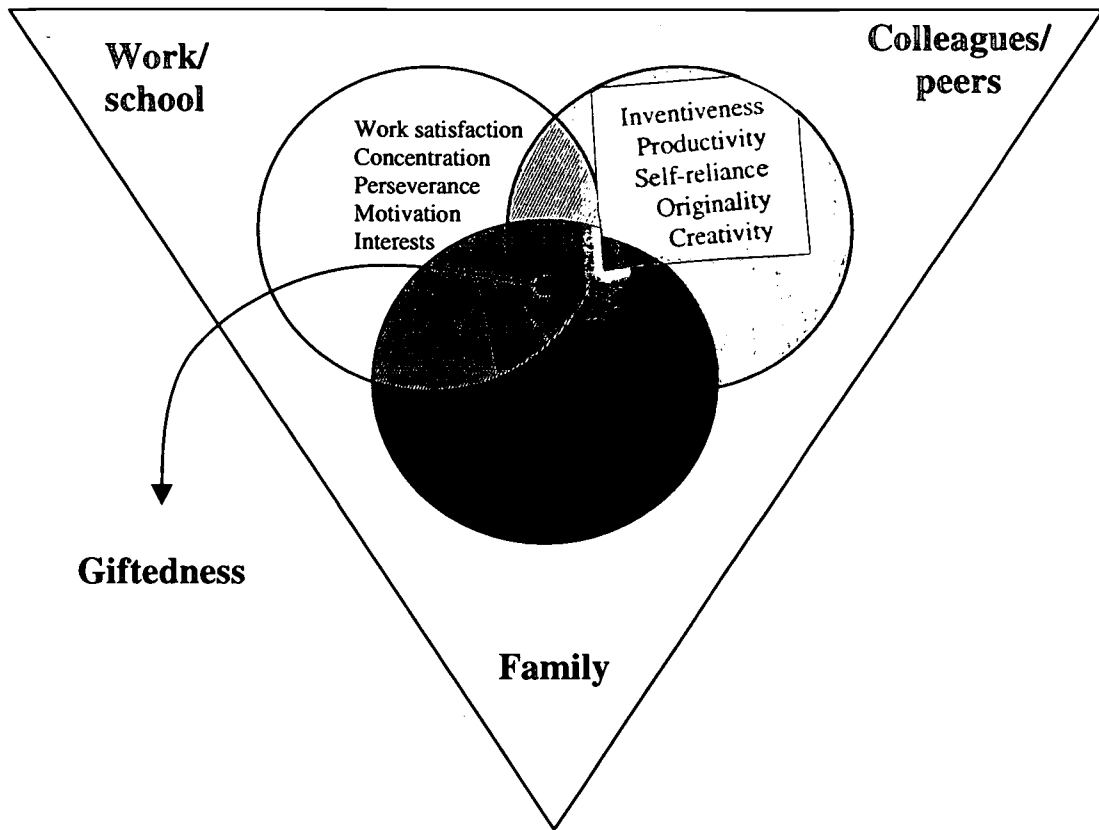 Work/
school
Colleagues/
peers
Work satisfaction
Concentration
Perseverance
Motivation
Interests
Inventiveness
Productivity
Self-reliance
Originality
Creativity
Giftedness
Family